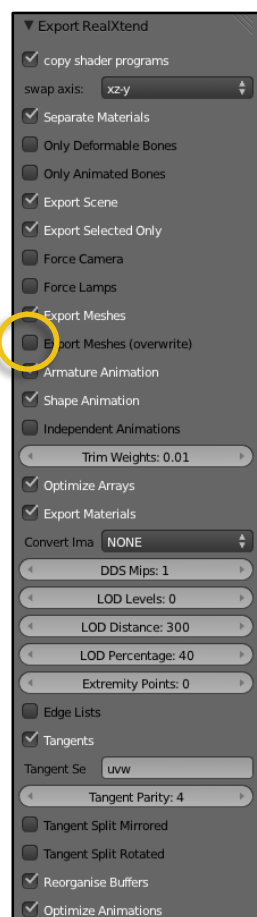 Export RealXtend
copy shader programs
swap axis: xz-y
Separate Materials
Only Deformable Bones
Only Animated Bones
Export Scene
Export Selected Only
Force Camera
Force Lamps
Export Meshes
Export Meshes (overwrite)
Armature Animation
Shape Animation
Independent Animations
Trim Weights: 0.01
Optimize Arrays
Export Materials
Convert Ima NONE
DDS Mips: 1
LOD Levels: 0
LOD Distance: 300
LOD Percentage: 40
Extremity Points: 0
Edge Lists
Tangents
Tangent Se uvw
Tangent Parity: 4
Tangent Split Mirrored
Tangent Split Rotated
Reorganise Buffers
Optimize Animations